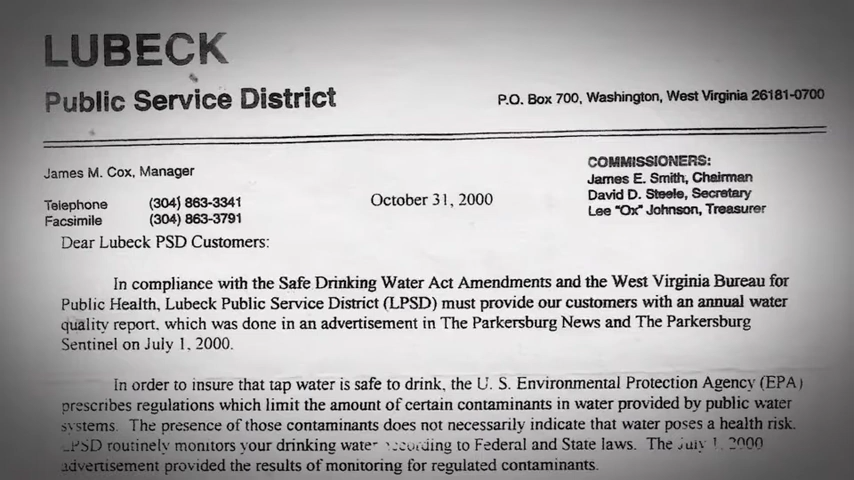 LUBECK
Public Service District
P.O. Box 700, Washington, West Virginia 26181-0700
James M. Cox, Manager
Telephone (304) 863-3341
Facsimile (304) 863-3791
October 31, 2000
COMMISSIONERS:
James E. Smith, Chairman
David D. Steele, Secretary
Lee "Ox" Johnson, Treasurer
Dear Lubeck PSD Customers:
In compliance with the Safe Drinking Water Act Amendments and the West Virginia Bureau for
Public Health, Lubeck Public Service District (LPSD) must provide our customers with an annual water
quality report, which was done in an advertisement in The Parkersburg News and The Parkersburg
Sentinel on July 1, 2000.
In order to insure that tap water is safe to drink, the U. S. Environmental Protection Agency (EPA)
prescribes regulations which limit the amount of certain contaminants in water provided by public water
systems. The presence of those contaminants does not necessarily indicate that water poses a health risk.
LPSD routinely monitors your drinking water according to Federal and State laws. The July 1, 2000
advertisement provided the results of monitoring for regulated contaminants.